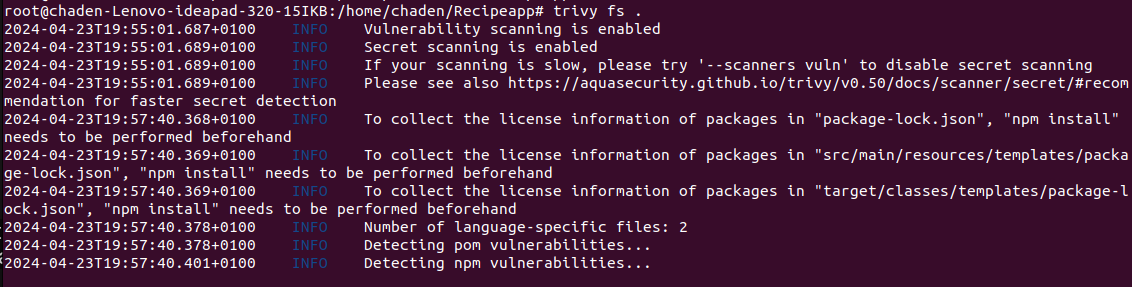 root@chaden-Lenovo-ideapad-320-15IKB:/home/chaden/Recipeapp# trivy fs .
2024-04-23T19:55:01.687+0100    INFO    Vulnerability scanning is enabled
2024-04-23T19:55:01.689+0100    INFO    Secret scanning is enabled
2024-04-23T19:55:01.689+0100    INFO    If your scanning is slow, please try '--scanners vuln' to disable secret scanning
2024-04-23T19:55:01.689+0100    INFO    Please see also https://aquasecurity.github.io/trivy/v0.50/docs/scanner/secret/#recom
mendation for faster secret detection
2024-04-23T19:57:40.368+0100    INFO    To collect the license information of packages in "package-lock.json", "npm install"
needs to be performed beforehand
2024-04-23T19:57:40.369+0100    INFO    To collect the license information of packages in "src/main/resources/templates/packa
ge-lock.json", "npm install" needs to be performed beforehand
2024-04-23T19:57:40.369+0100    INFO    To collect the license information of packages in "target/classes/templates/package-l
ock.json", "npm install" needs to be performed beforehand
2024-04-23T19:57:40.378+0100    INFO    Number of language-specific files: 2
2024-04-23T19:57:40.378+0100    INFO    Detecting pom vulnerabilities...
2024-04-23T19:57:40.401+0100    INFO    Detecting npm vulnerabilities...